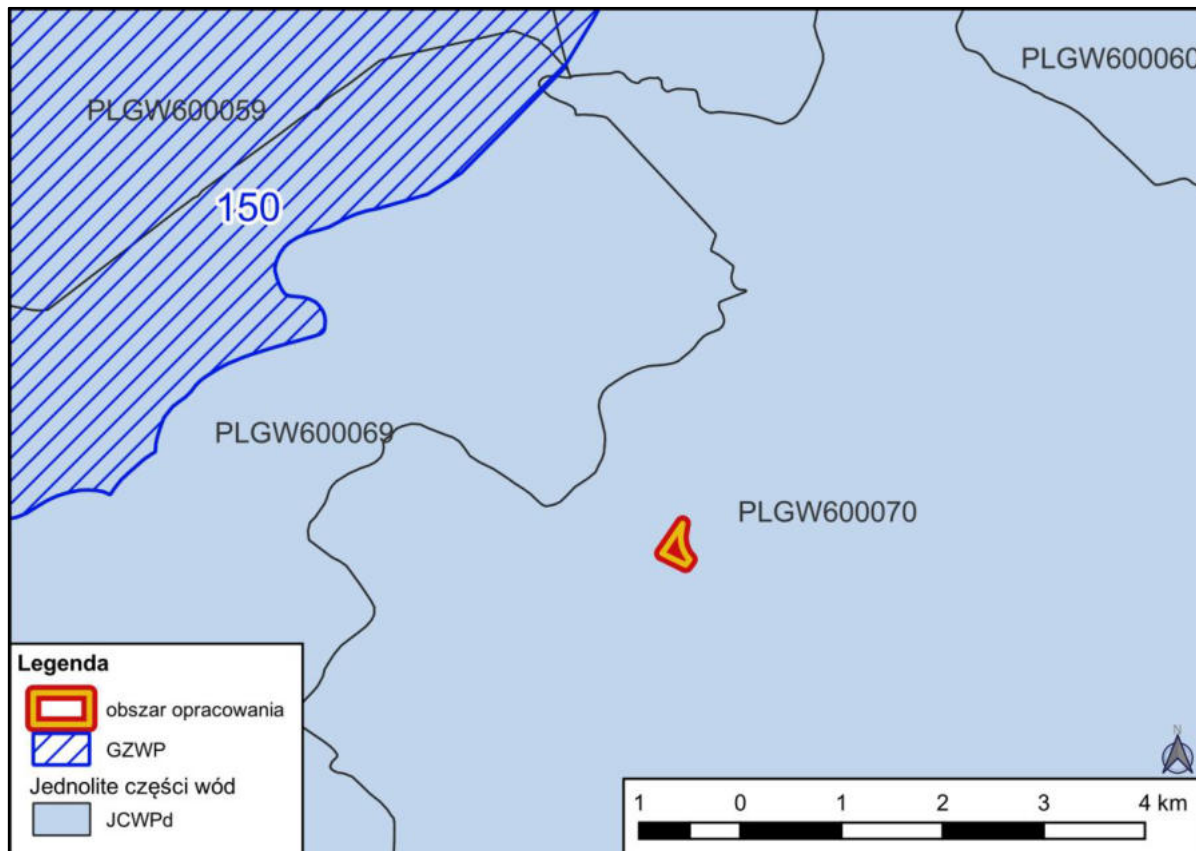 PLGW600060
PLGW600059
150
PLGW600069
PLGW600070
Legenda
obszar opracowania
GZWP
Jednolite części wód
JCWPd
N
1 0 1 2 3 4 km